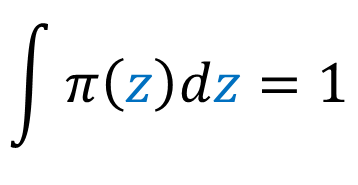 ∫ π(z)dz = 1